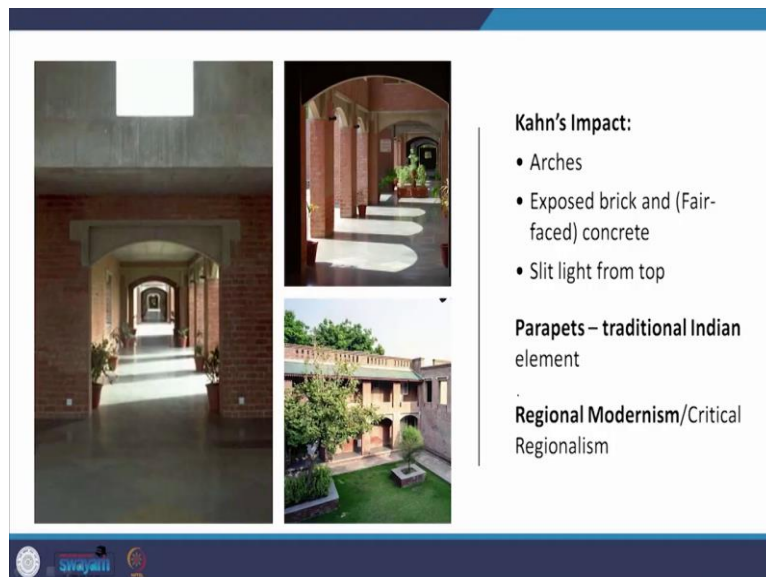 Kahn's Impact:
• Arches
• Exposed brick and (Fair-
faced) concrete
• Slit light from top
Parapets – traditional Indian
element
Regional Modernism/Critical
Regionalism
swayam